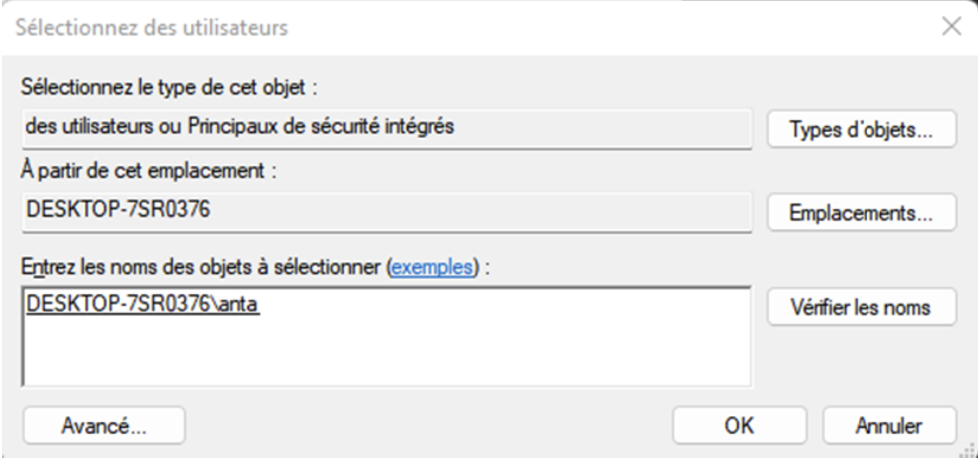 Sélectionnez des utilisateurs
Sélectionnez le type de cet objet :
des utilisateurs ou Principaux de sécurité intégrés
Types d'objets...
À partir de cet emplacement :
DESKTOP-7SR0376
Emplacements...
Entrez les noms des objets à sélectionner (exemples) :
DESKTOP-7SR0376\anta
Vérifier les noms
Avancé...
OK
Annuler